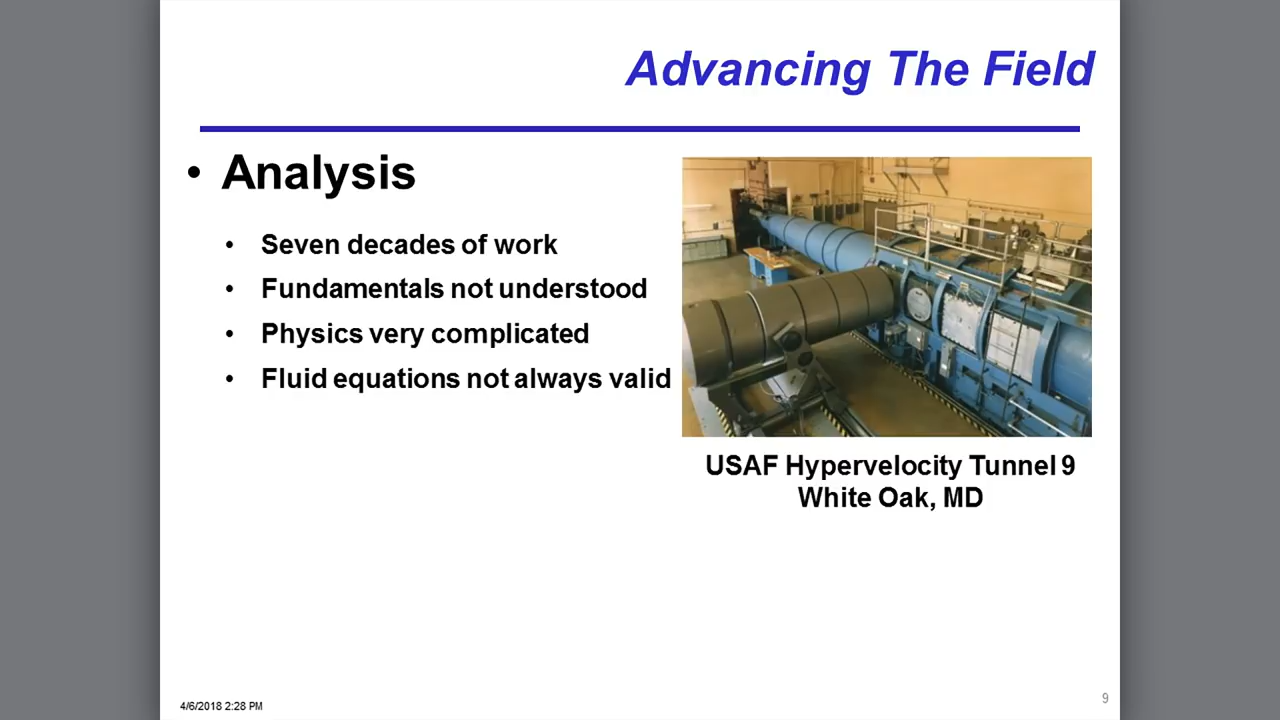 Advancing The Field
• Analysis
• Seven decades of work
• Fundamentals not understood
• Physics very complicated
• Fluid equations not always valid
USAF Hypervelocity Tunnel 9
White Oak, MD
4/6/2018 2:28 PM
9